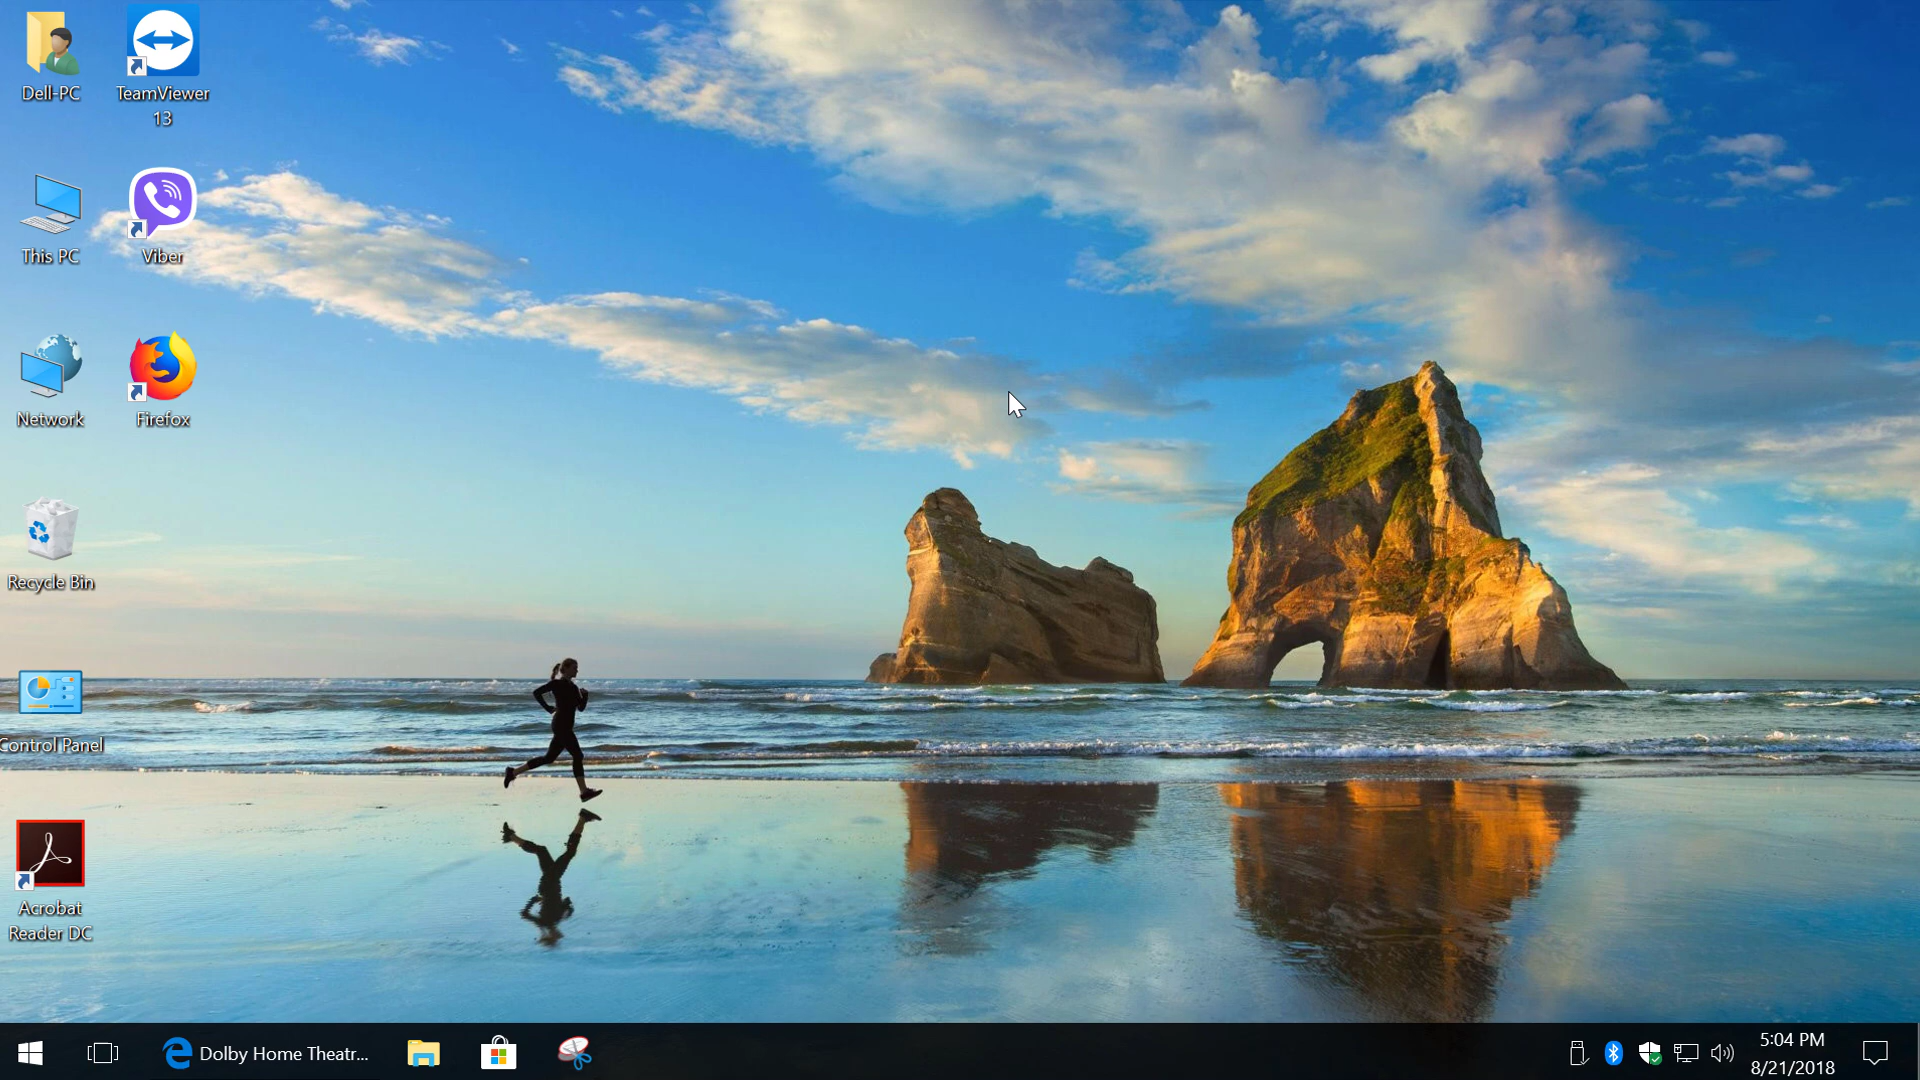 Dell-PC
TeamViewer
13
This PC
Viber
Network
Firefox
Recycle Bin
Control Panel
Acrobat
Reader DC
Dolby Home Theatr...
5:04 PM
8/21/2018